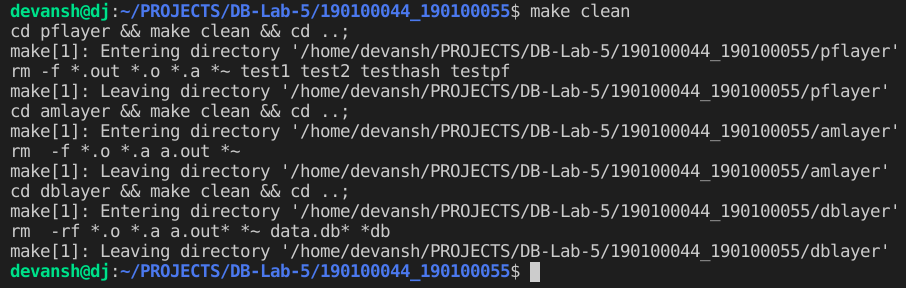 devansh@dj:~/PROJECTS/DB-Lab-5/190100044_190100055$ make clean
cd pflayer && make clean && cd ..;
make[1]: Entering directory '/home/devansh/PROJECTS/DB-Lab-5/190100044_190100055/pflayer'
rm -f *.out *.o *.a *~ test1 test2 testhash testpf
make[1]: Leaving directory '/home/devansh/PROJECTS/DB-Lab-5/190100044_190100055/pflayer'
cd amlayer && make clean && cd ..;
make[1]: Entering directory '/home/devansh/PROJECTS/DB-Lab-5/190100044_190100055/amlayer'
rm  -f *.o *.a a.out *~
make[1]: Leaving directory '/home/devansh/PROJECTS/DB-Lab-5/190100044_190100055/amlayer'
cd dblayer && make clean && cd ..;
make[1]: Entering directory '/home/devansh/PROJECTS/DB-Lab-5/190100044_190100055/dblayer'
rm  -rf *.o *.a a.out* *~ data.db* *db
make[1]: Leaving directory '/home/devansh/PROJECTS/DB-Lab-5/190100044_190100055/dblayer'
devansh@dj:~/PROJECTS/DB-Lab-5/190100044_190100055$